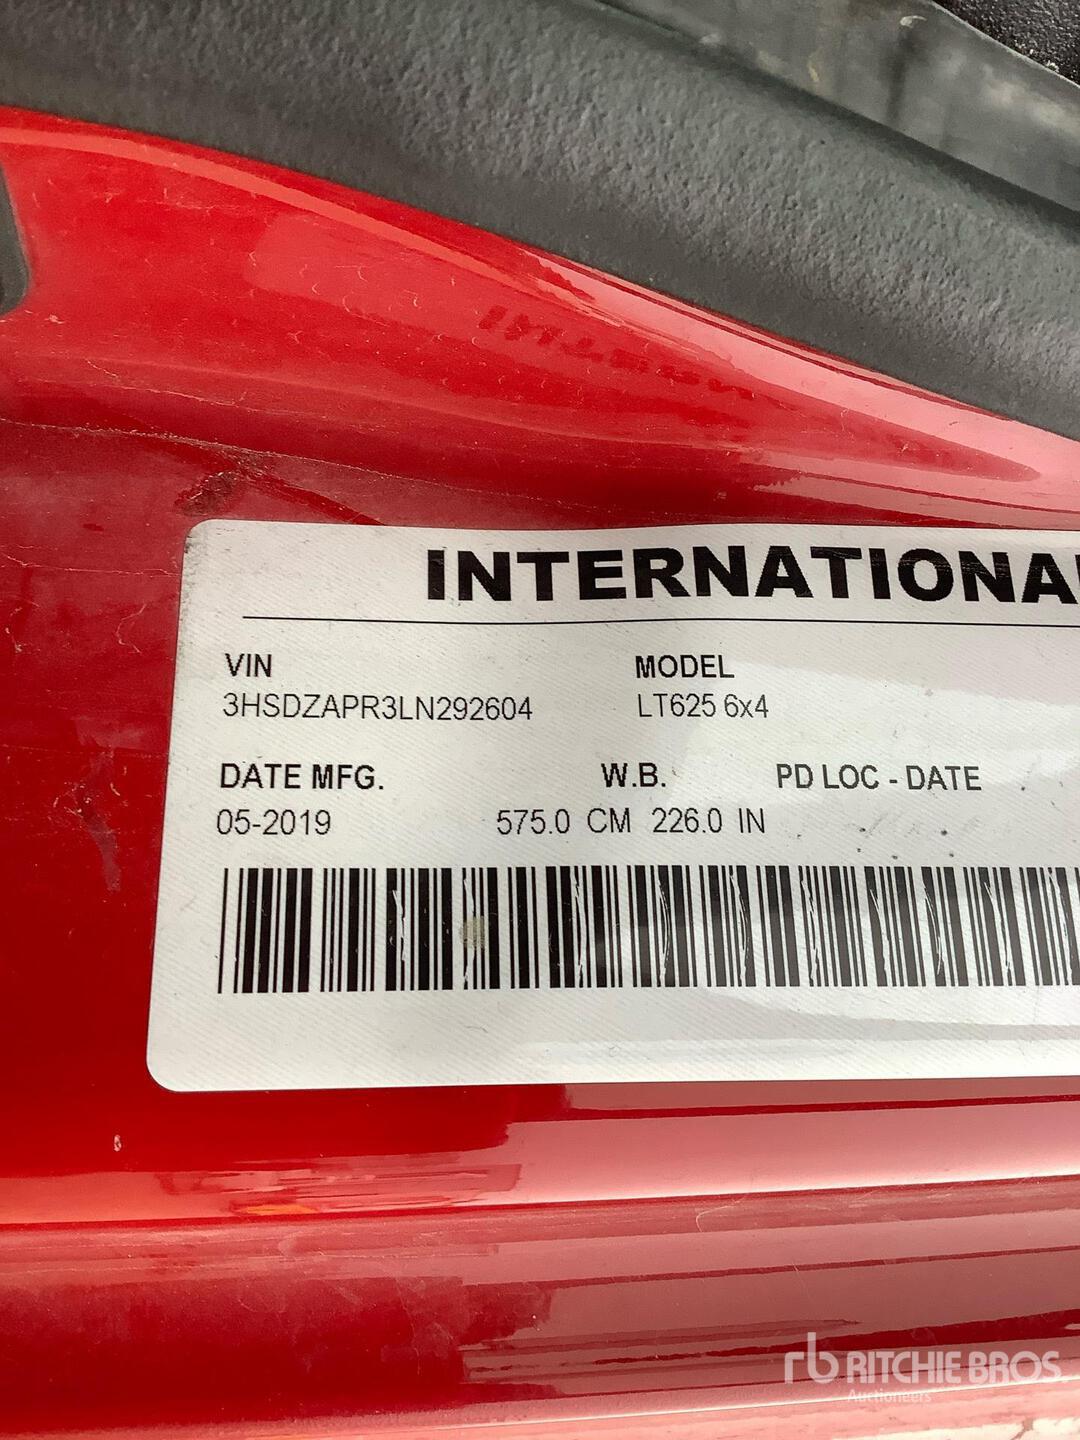 INTERNATIONAL
VIN MODEL
3HSDZAPR3LN292604 LT625 6x4
DATE MFG. W.B. PD LOC - DATE
05-2019 575.0 CM 226.0 IN
rb RITCHIE BROS.
Auctioneers